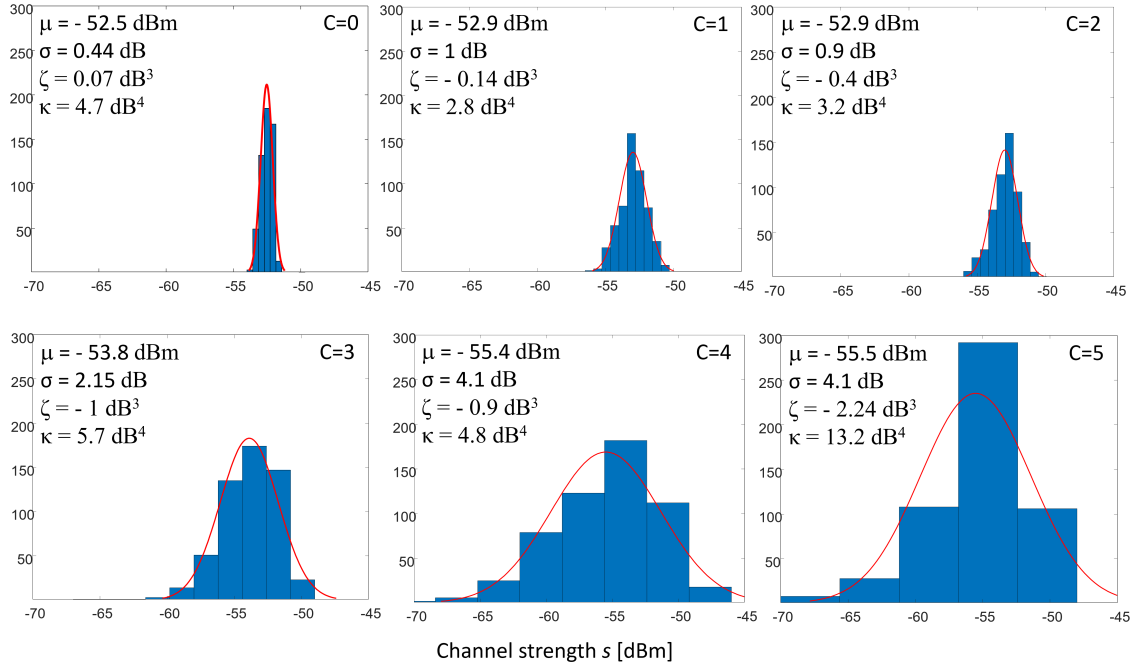 μ = - 52.5 dBm
C=0
σ = 0.44 dB
ζ = 0.07 dB³
κ = 4.7 dB⁴
300
250
200
150
100
50
-70 -65 -60 -55 -50 -45
μ = - 52.9 dBm
C=1
σ = 1 dB
ζ = - 0.14 dB³
κ = 2.8 dB⁴
300
250
200
150
100
50
-70 -65 -60 -55 -50 -45
μ = - 52.9 dBm
C=2
σ = 0.9 dB
ζ = - 0.4 dB³
κ = 3.2 dB⁴
300
250
200
150
100
50
-70 -65 -60 -55 -50 -45
μ = - 53.8 dBm
C=3
σ = 2.15 dB
ζ = - 1 dB³
κ = 5.7 dB⁴
300
250
200
150
100
50
-70 -65 -60 -55 -50 -45
μ = - 55.4 dBm
C=4
σ = 4.1 dB
ζ = - 0.9 dB³
κ = 4.8 dB⁴
300
250
200
150
100
50
-70 -65 -60 -55 -50 -45
μ = - 55.5 dBm
C=5
σ = 4.1 dB
ζ = - 2.24 dB³
κ = 13.2 dB⁴
300
250
200
150
100
50
-70 -65 -60 -55 -50 -45
Channel strength s [dBm]